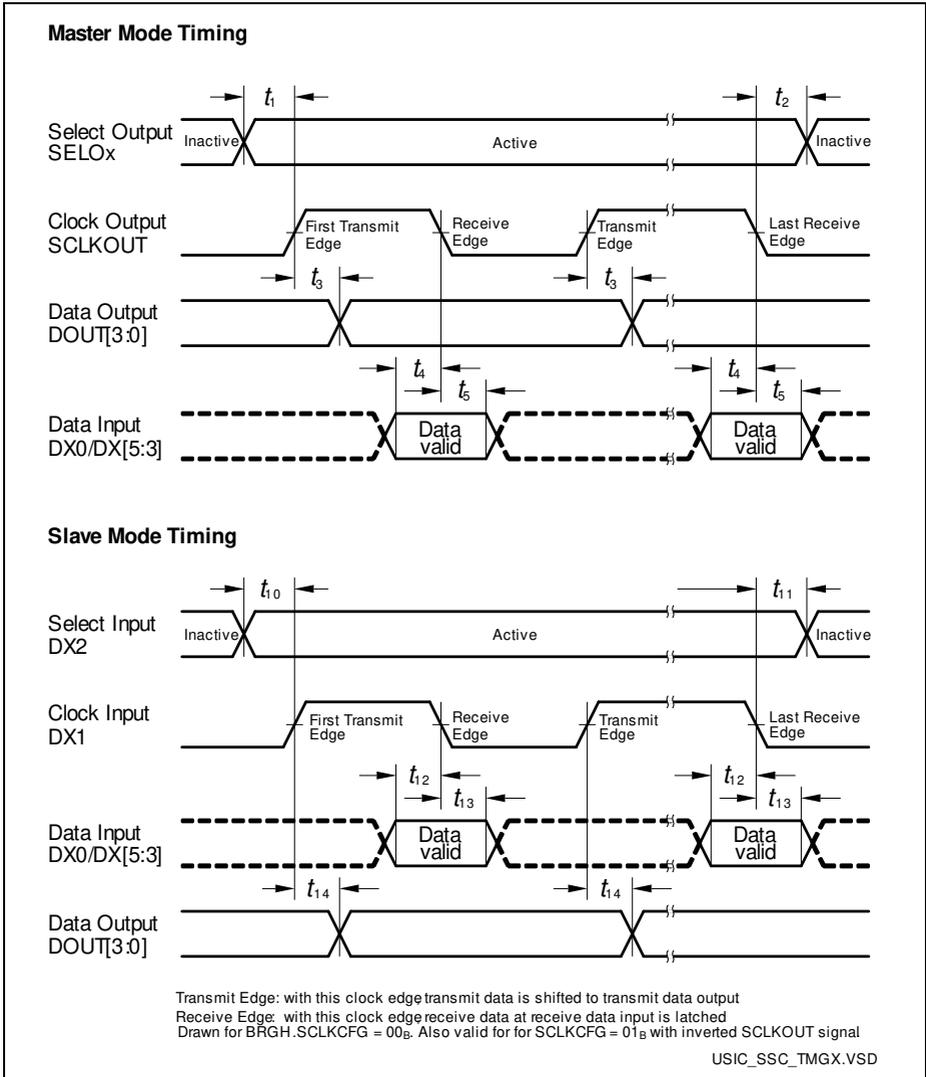 Master Mode Timing
t1
t2
Select Output
SELOx
Inactive
Active
Inactive
Clock Output
SCLKOUT
First Transmit
Edge
Receive
Edge
Transmit
Edge
Last Receive
Edge
t3
t3
Data Output
DOUT[3:0]
t4
t5
t4
t5
Data Input
DX0/DX[5:3]
Data
valid
Data
valid
Slave Mode Timing
t10
t11
Select Input
DX2
Inactive
Active
Inactive
Clock Input
DX1
First Transmit
Edge
Receive
Edge
Transmit
Edge
Last Receive
Edge
t12
t13
t12
t13
Data Input
DX0/DX[5:3]
Data
valid
Data
valid
t14
t14
Data Output
DOUT[3:0]
Transmit Edge: with this clock edge transmit data is shifted to transmit data output
Receive Edge: with this clock edge receive data at receive data input is latched
Drawn for BRGH.SCLKCFG = 00B. Also valid for for SCLKCFG = 01B with inverted SCLKOUT signal
USIC_SSC_TMGX.VSD